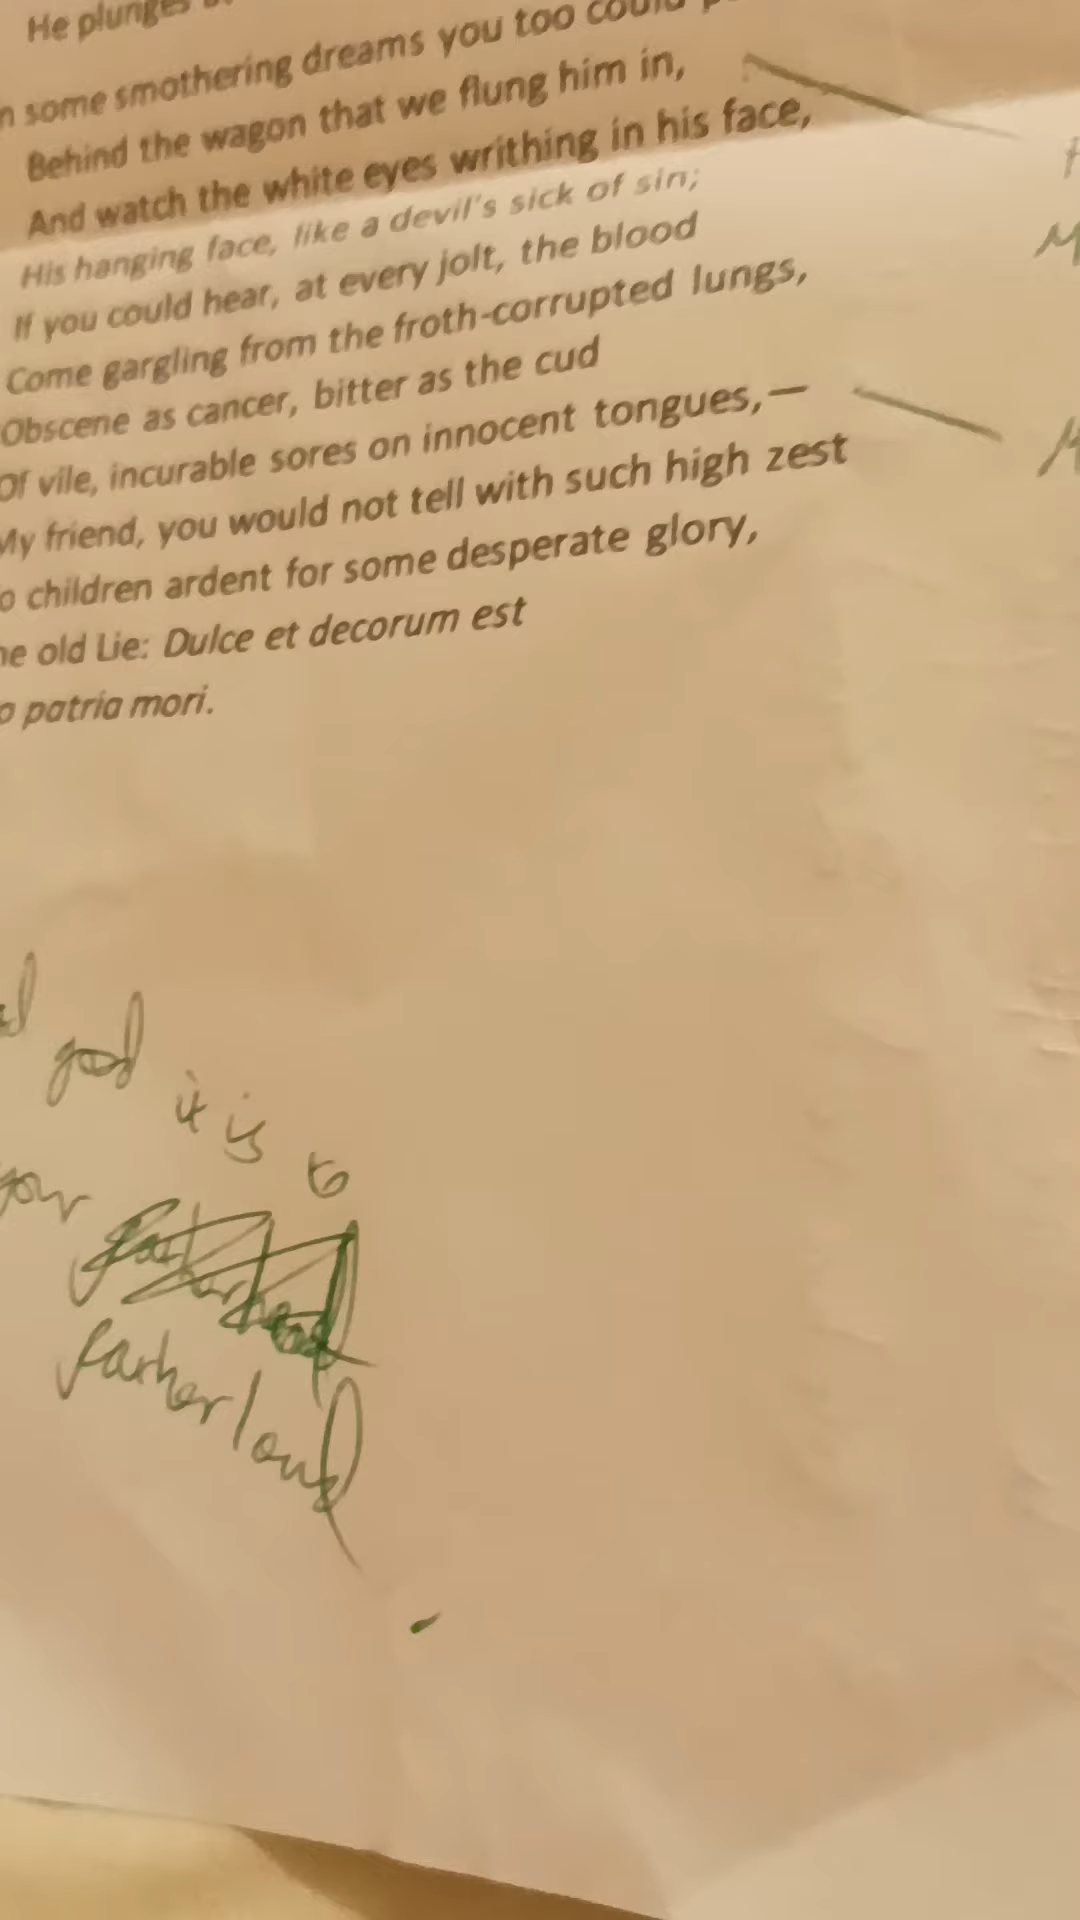 He plunges
some smothering dreams you too could
Behind the wagon that we flung him in,
And watch the white eyes writhing in his face,
His hanging face, like a devil's sick of sin;
If you could hear, at every jolt, the blood
Come gargling from the froth-corrupted lungs,
Obscene as cancer, bitter as the cud
Of vile, incurable sores on innocent tongues,—
My friend, you would not tell with such high zest
children ardent for some desperate glory,
old Lie: Dulce et decorum est
patria mori.
good it is to
your
fatherland